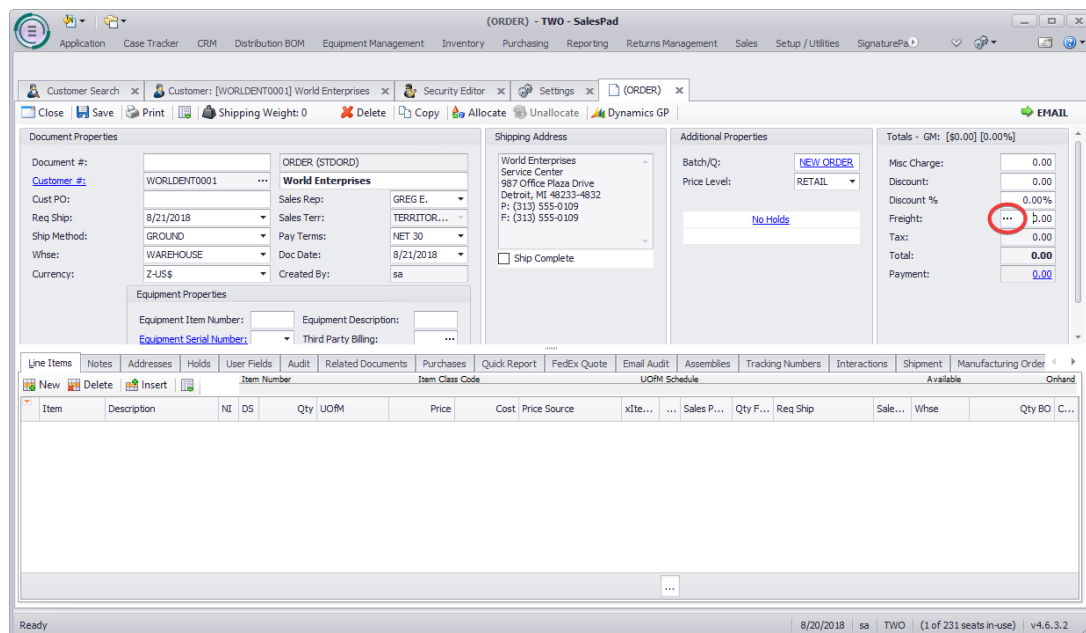 (ORDER) - TWO - SalesPad
Application Case Tracker CRM Distribution BOM Equipment Management Inventory Purchasing Reporting Returns Management Sales Setup / Utilities SignaturePa
Customer Search x Customer: [WORLDENT0001] World Enterprises x Security Editor x Settings x (ORDER) x
Close Save Print Shipping Weight: 0 Delete Copy Allocate Unallocate Dynamics GP EMAIL
Document Properties
Document #: ORDER (STDORD)
Customer #: WORLDENT0001 ... World Enterprises
Cust PO: Sales Rep: GREG E.
Req Ship: 8/21/2018 Sales Terr: TERRITOR...
Ship Method: GROUND Pay Terms: NET 30
Whse: WAREHOUSE Doc Date: 8/21/2018
Currency: Z-US$ Created By: sa
Equipment Properties
Equipment Item Number: Equipment Description:
Equipment Serial Number: Third Party Billing: ...
Shipping Address
World Enterprises
Service Center
987 Office Plaza Drive
Detroit, MI 48233-4832
P: (313) 555-0109
F: (313) 555-0109
Ship Complete
Additional Properties
Batch/Q: NEW ORDER
Price Level: RETAIL
No Holds
Totals - GM: [$0.00] [0.00%]
Misc Charge: 0.00
Discount: 0.00
Discount % 0.00%
Freight: ... 0.00
Tax: 0.00
Total: 0.00
Payment: 0.00
Line Items Notes Addresses Holds User Fields Audit Related Documents Purchases Quick Report FedEx Quote Email Audit Assemblies Tracking Numbers Interactions Shipment Manufacturing Order
New Delete Insert Item Number Item Class Code UOfM Schedule Available Onhand
Item Description NI DS Qty UOfM Price Cost Price Source xIte... ... Sales P... Qty F... Req Ship Sale... Whse Qty BO C...
...
Ready 8/20/2018 sa TWO (1 of 231 seats in-use) v4.6.3.2